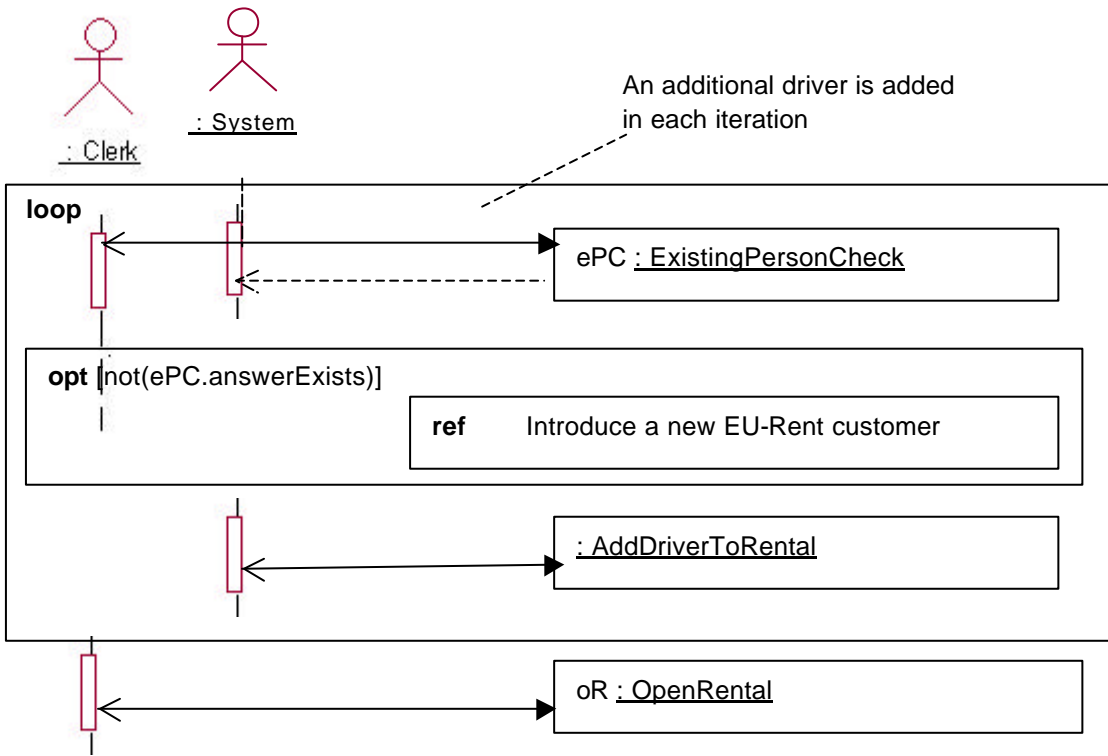 An additional driver is added
in each iteration
: System
: Clerk
loop
ePC : ExistingPersonCheck
opt [not(ePC.answerExists)]
ref Introduce a new EU-Rent customer
: AddDriverToRental
oR : OpenRental